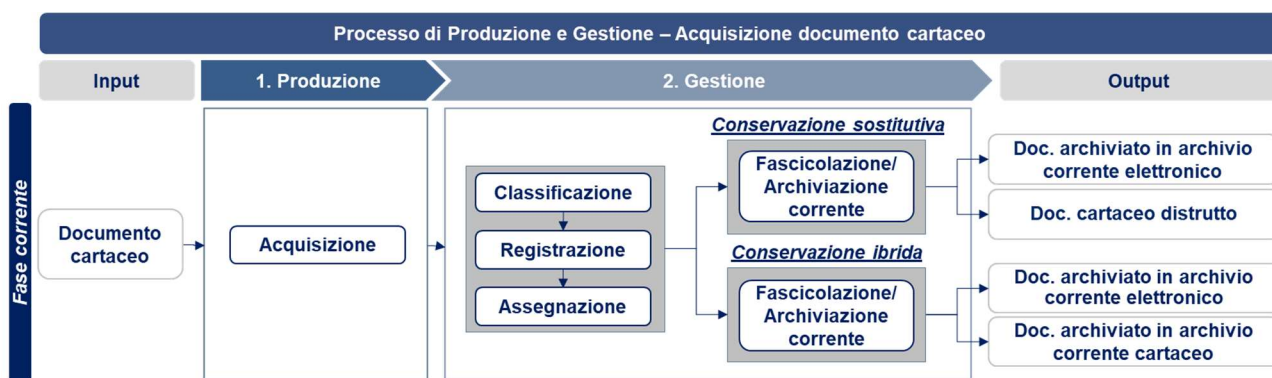 Processo di Produzione e Gestione – Acquisizione documento cartaceo
Input
1. Produzione
2. Gestione
Output
Fase corrente
Documento
cartaceo
Acquisizione
Classificazione
Registrazione
Assegnazione
Conservazione sostitutiva
Fascicolazione/
Archiviazione
corrente
Conservazione ibrida
Fascicolazione/
Archiviazione
corrente
Doc. archiviato in archivio
corrente elettronico
Doc. cartaceo distrutto
Doc. archiviato in archivio
corrente elettronico
Doc. archiviato in archivio
corrente cartaceo